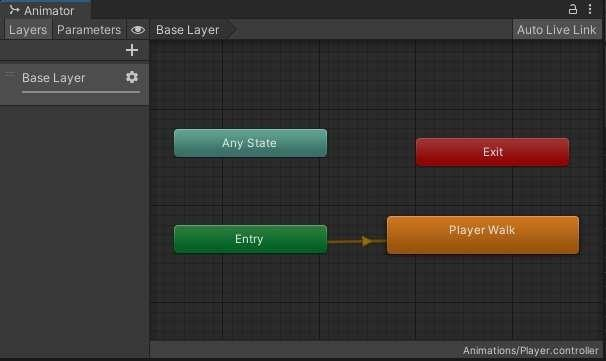 Animator
Layers Parameters
Base Layer
Auto Live Link
Base Layer
Any State
Exit
Entry
Player Walk
Animations/Player.controller